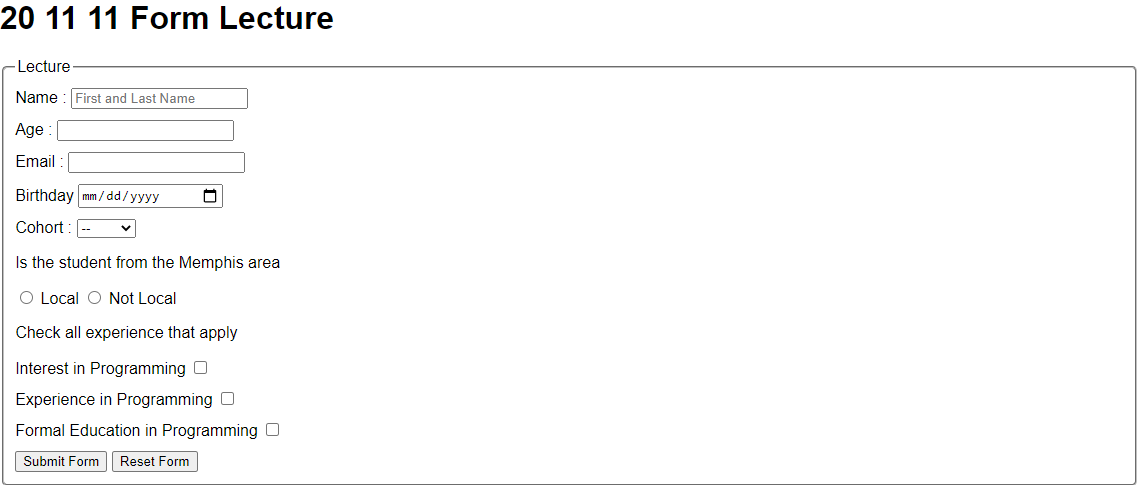 20 11 11 Form Lecture
Lecture
Name : First and Last Name
Age :
Email :
Birthday mm/dd/yyyy
Cohort : --
Is the student from the Memphis area
Local Not Local
Check all experience that apply
Interest in Programming
Experience in Programming
Formal Education in Programming
Submit Form Reset Form